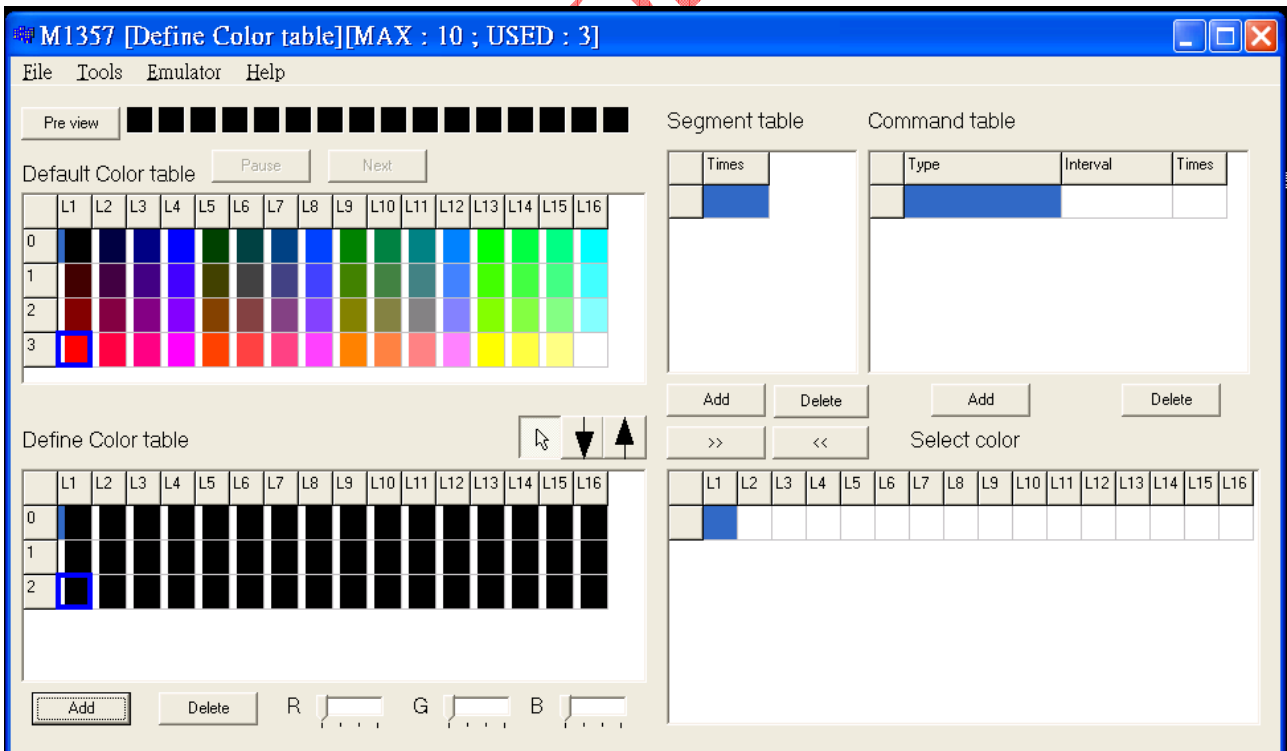 M1357 [Define Color table][MAX : 10 ; USED : 3]
File Tools Emulator Help
Pre view
Default Color table
Pause
Next
L1 L2 L3 L4 L5 L6 L7 L8 L9 L10 L11 L12 L13 L14 L15 L16
0
1
2
3
Define Color table
L1 L2 L3 L4 L5 L6 L7 L8 L9 L10 L11 L12 L13 L14 L15 L16
0
1
2
Add
Delete
R
G
B
Segment table
Times
Add
Delete
>>
<<
Command table
Type Interval Times
Add
Delete
Select color
L1 L2 L3 L4 L5 L6 L7 L8 L9 L10 L11 L12 L13 L14 L15 L16